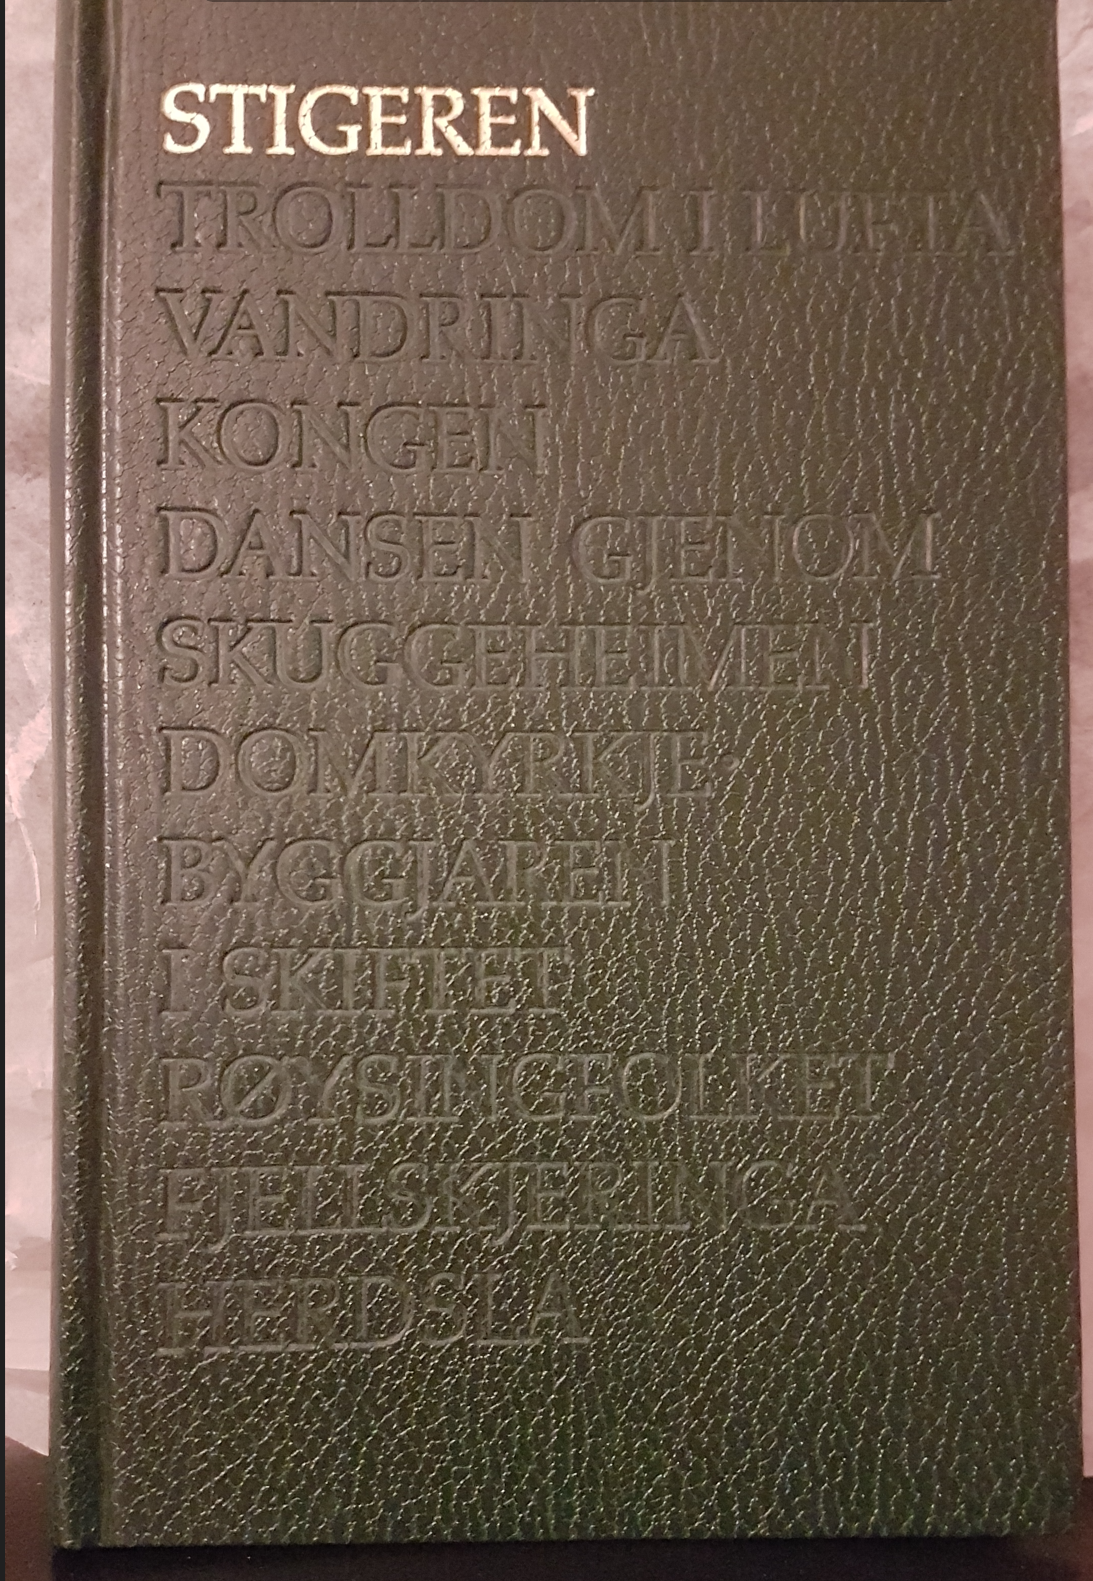 STIGEREN
TROLLDOM I LUFTA
VANDRINGA
KONGEN
DANSEN GJENOM
SKUGGEHEIMEN
DOMKYRKJE-
BYGGJAREN
I SKIFTET
RØYSINGFOLKET
FJELLSKJERINGA
HERDSLA